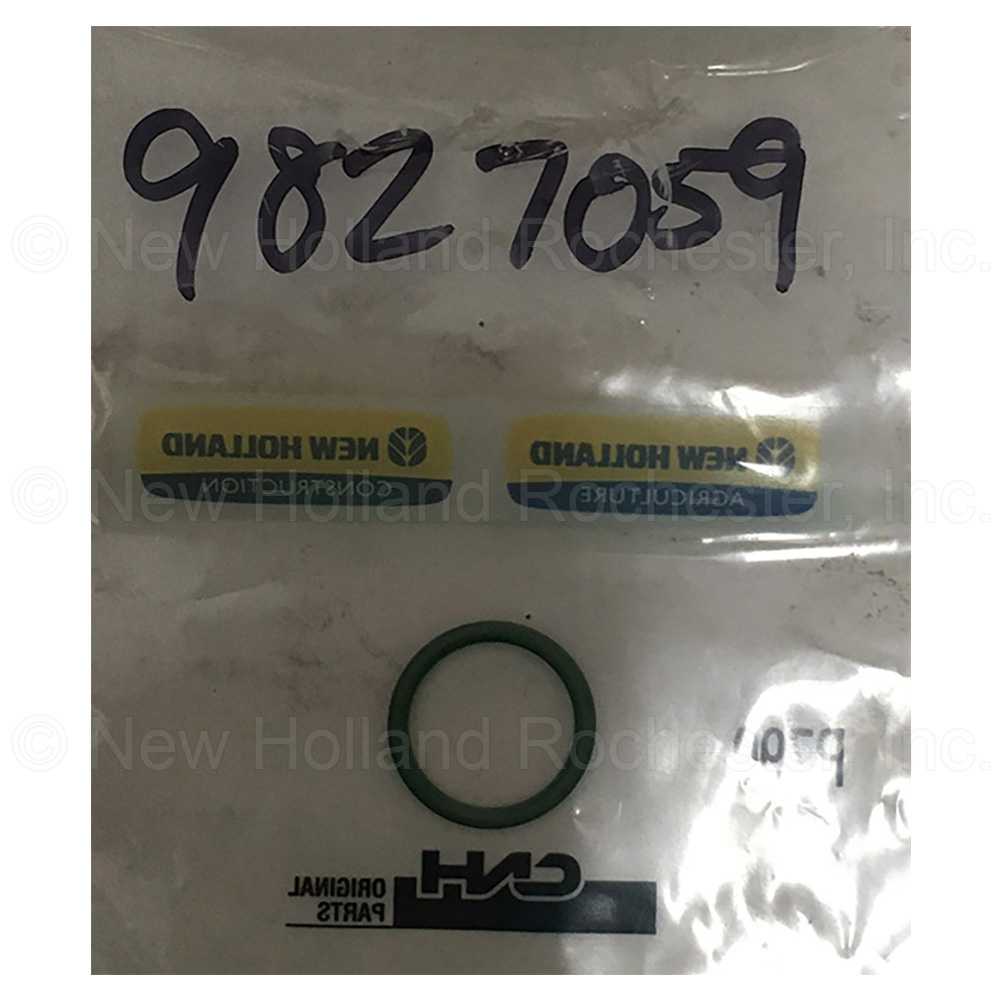 9827059
© New Holland Rochester, Inc.
NEW HOLLAND
CONSTRUCTION
NEW HOLLAND
AGRICULTURE
© New Holland Rochester, Inc.
© New Holland Rochester, Inc.
CNH
ORIGINAL
PARTS